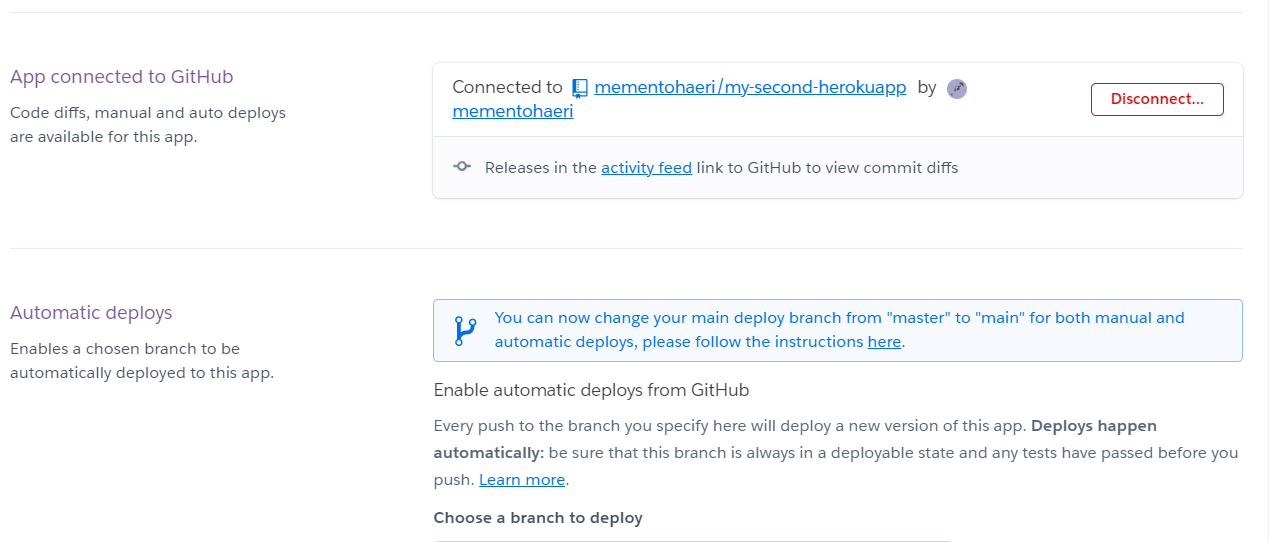 App connected to GitHub
Code diffs, manual and auto deploys
are available for this app.
Connected to mementohaeri/my-second-herokuapp by
mementohaeri
Disconnect...
Releases in the activity feed link to GitHub to view commit diffs
Automatic deploys
Enables a chosen branch to be
automatically deployed to this app.
You can now change your main deploy branch from "master" to "main" for both manual and
automatic deploys, please follow the instructions here.
Enable automatic deploys from GitHub
Every push to the branch you specify here will deploy a new version of this app. Deploys happen
automatically: be sure that this branch is always in a deployable state and any tests have passed before you
push. Learn more.
Choose a branch to deploy